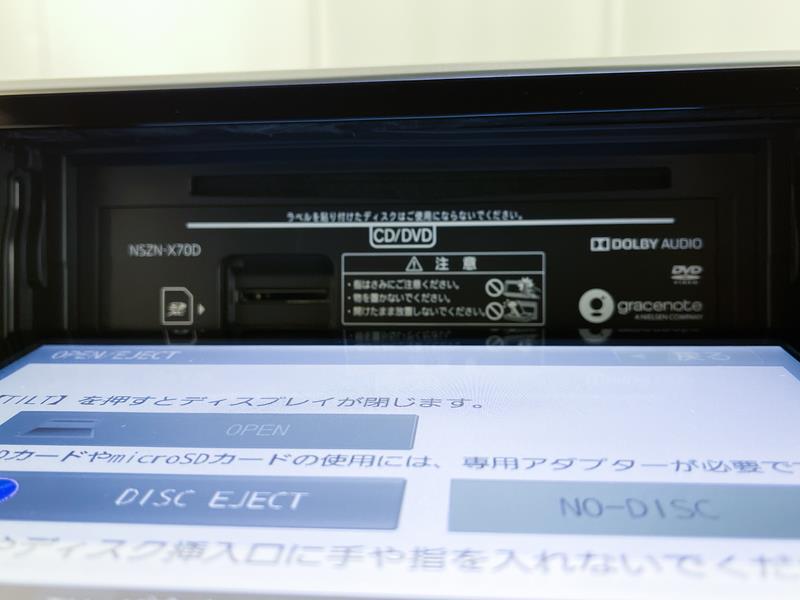 ラベルを貼り付けたディスクはご使用にならないでください。
CD/DVD
NSZN-X70D
DOLBY AUDIO
注意
・指はさみにご注意ください。
・物を置かないでください。
・開けたまま放置しないでください。
DVD
VIDEO
gracenote
A NIELSEN COMPANY
OPEN/EJECT
戻る
TILT】を押すとディスプレイが閉じます。
OPEN
DカードやmicroSDカードの使用には、専用アダプターが必要で
DISC EJECT
NO-DISC
やディスク挿入口に手や指を入れないでくだ